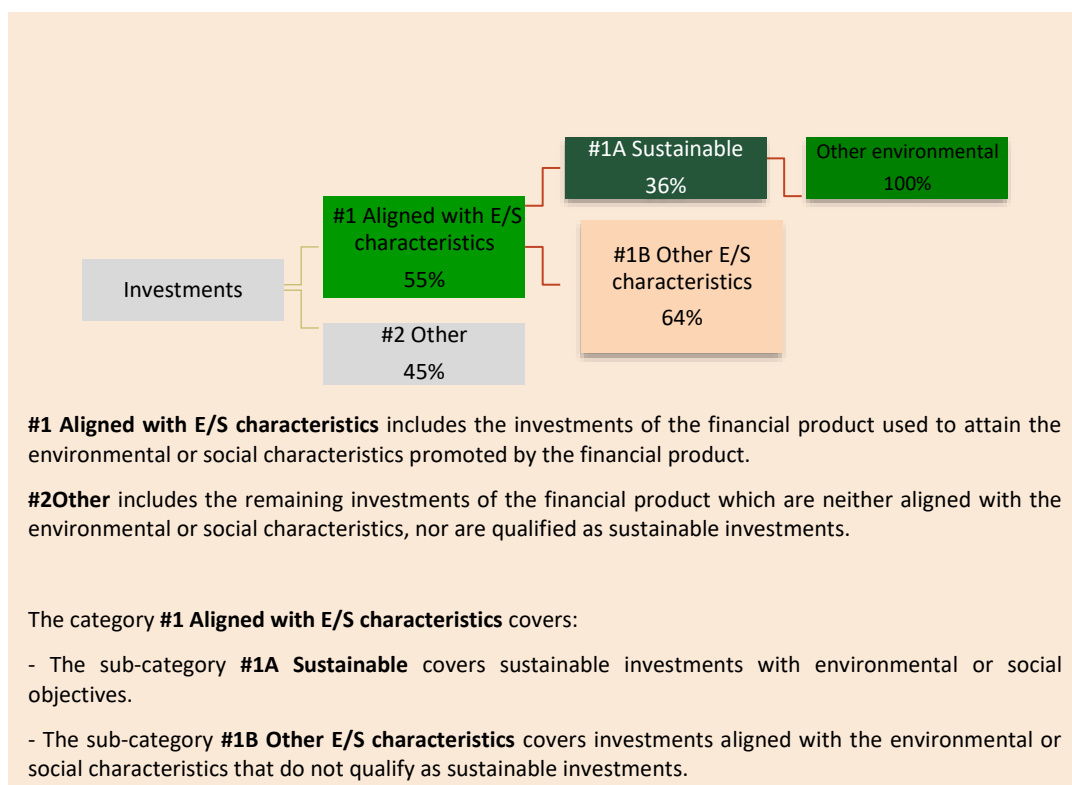 #1A Sustainable
36%
Other environmental
100%
#1 Aligned with E/S
characteristics
55%
#1B Other E/S
characteristics
64%
Investments
#2 Other
45%
#1 Aligned with E/S characteristics includes the investments of the financial product used to attain the
environmental or social characteristics promoted by the financial product.
#2Other includes the remaining investments of the financial product which are neither aligned with the
environmental or social characteristics, nor are qualified as sustainable investments.
The category #1 Aligned with E/S characteristics covers:
- The sub-category #1A Sustainable covers sustainable investments with environmental or social
objectives.
- The sub-category #1B Other E/S characteristics covers investments aligned with the environmental or
social characteristics that do not qualify as sustainable investments.